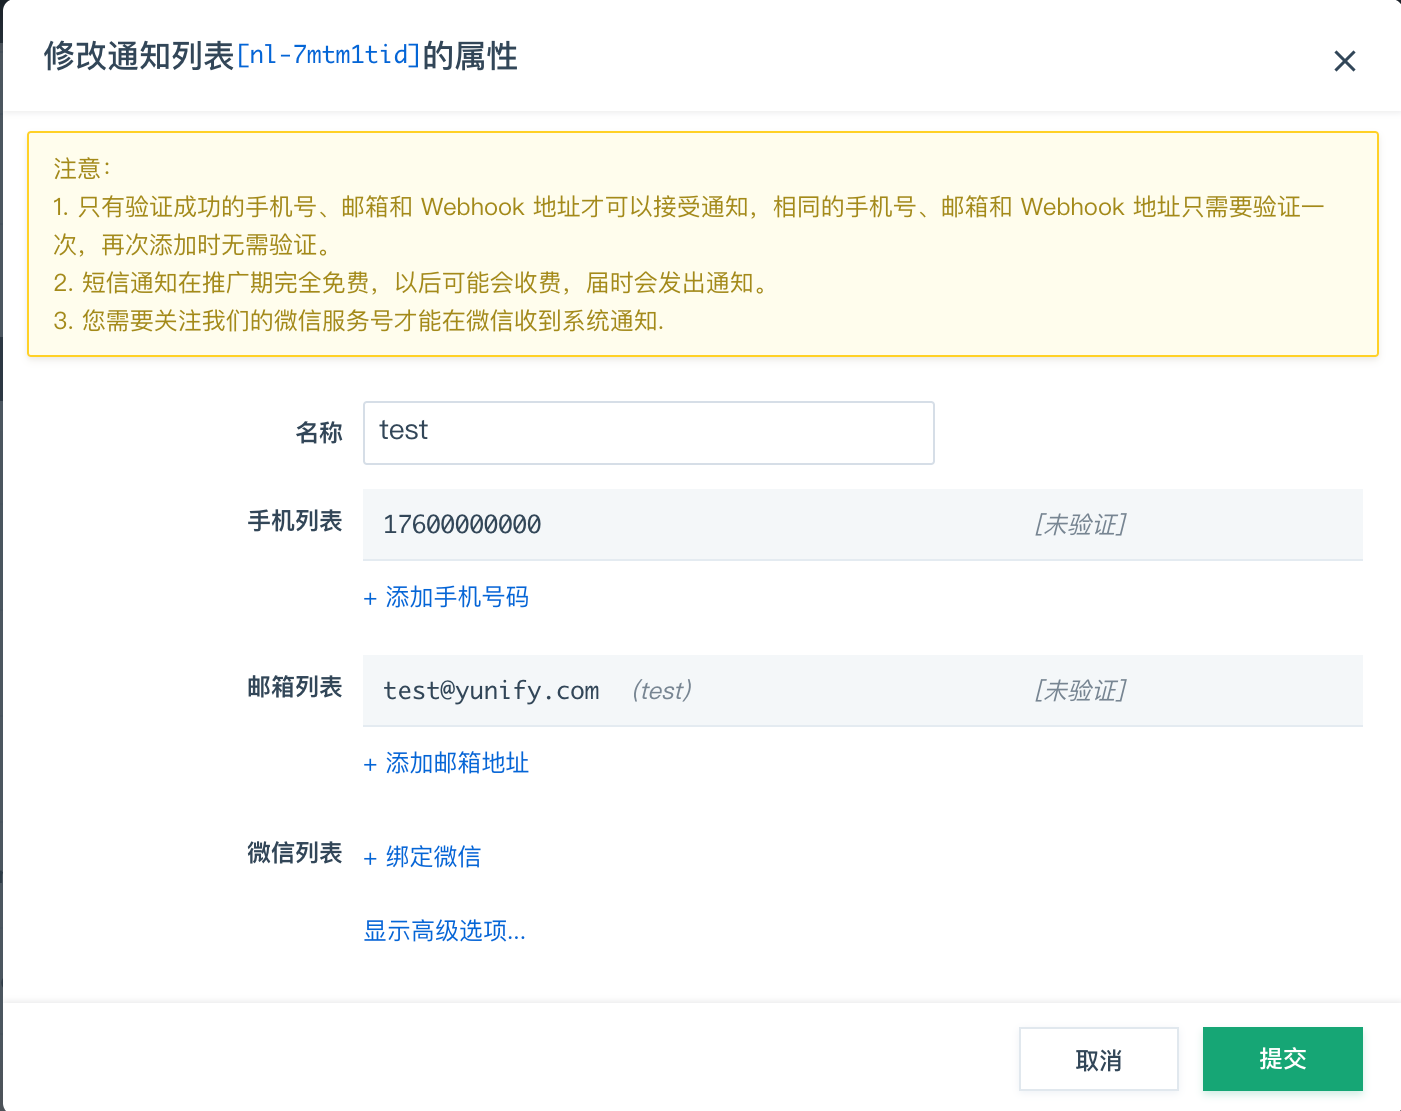 修改通知列表[nl-7mtm1tid]的属性
注意：
1. 只有验证成功的手机号、邮箱和 Webhook 地址才可以接受通知，相同的手机号、邮箱和 Webhook 地址只需要验证一
次，再次添加时无需验证。
2. 短信通知在推广期完全免费，以后可能会收费，届时会发出通知。
3. 您需要关注我们的微信服务号才能在微信收到系统通知.
名称 test
手机列表 17600000000 [未验证]
+ 添加手机号码
邮箱列表 test@yunify.com (test) [未验证]
+ 添加邮箱地址
微信列表 + 绑定微信
显示高级选项...
取消 提交